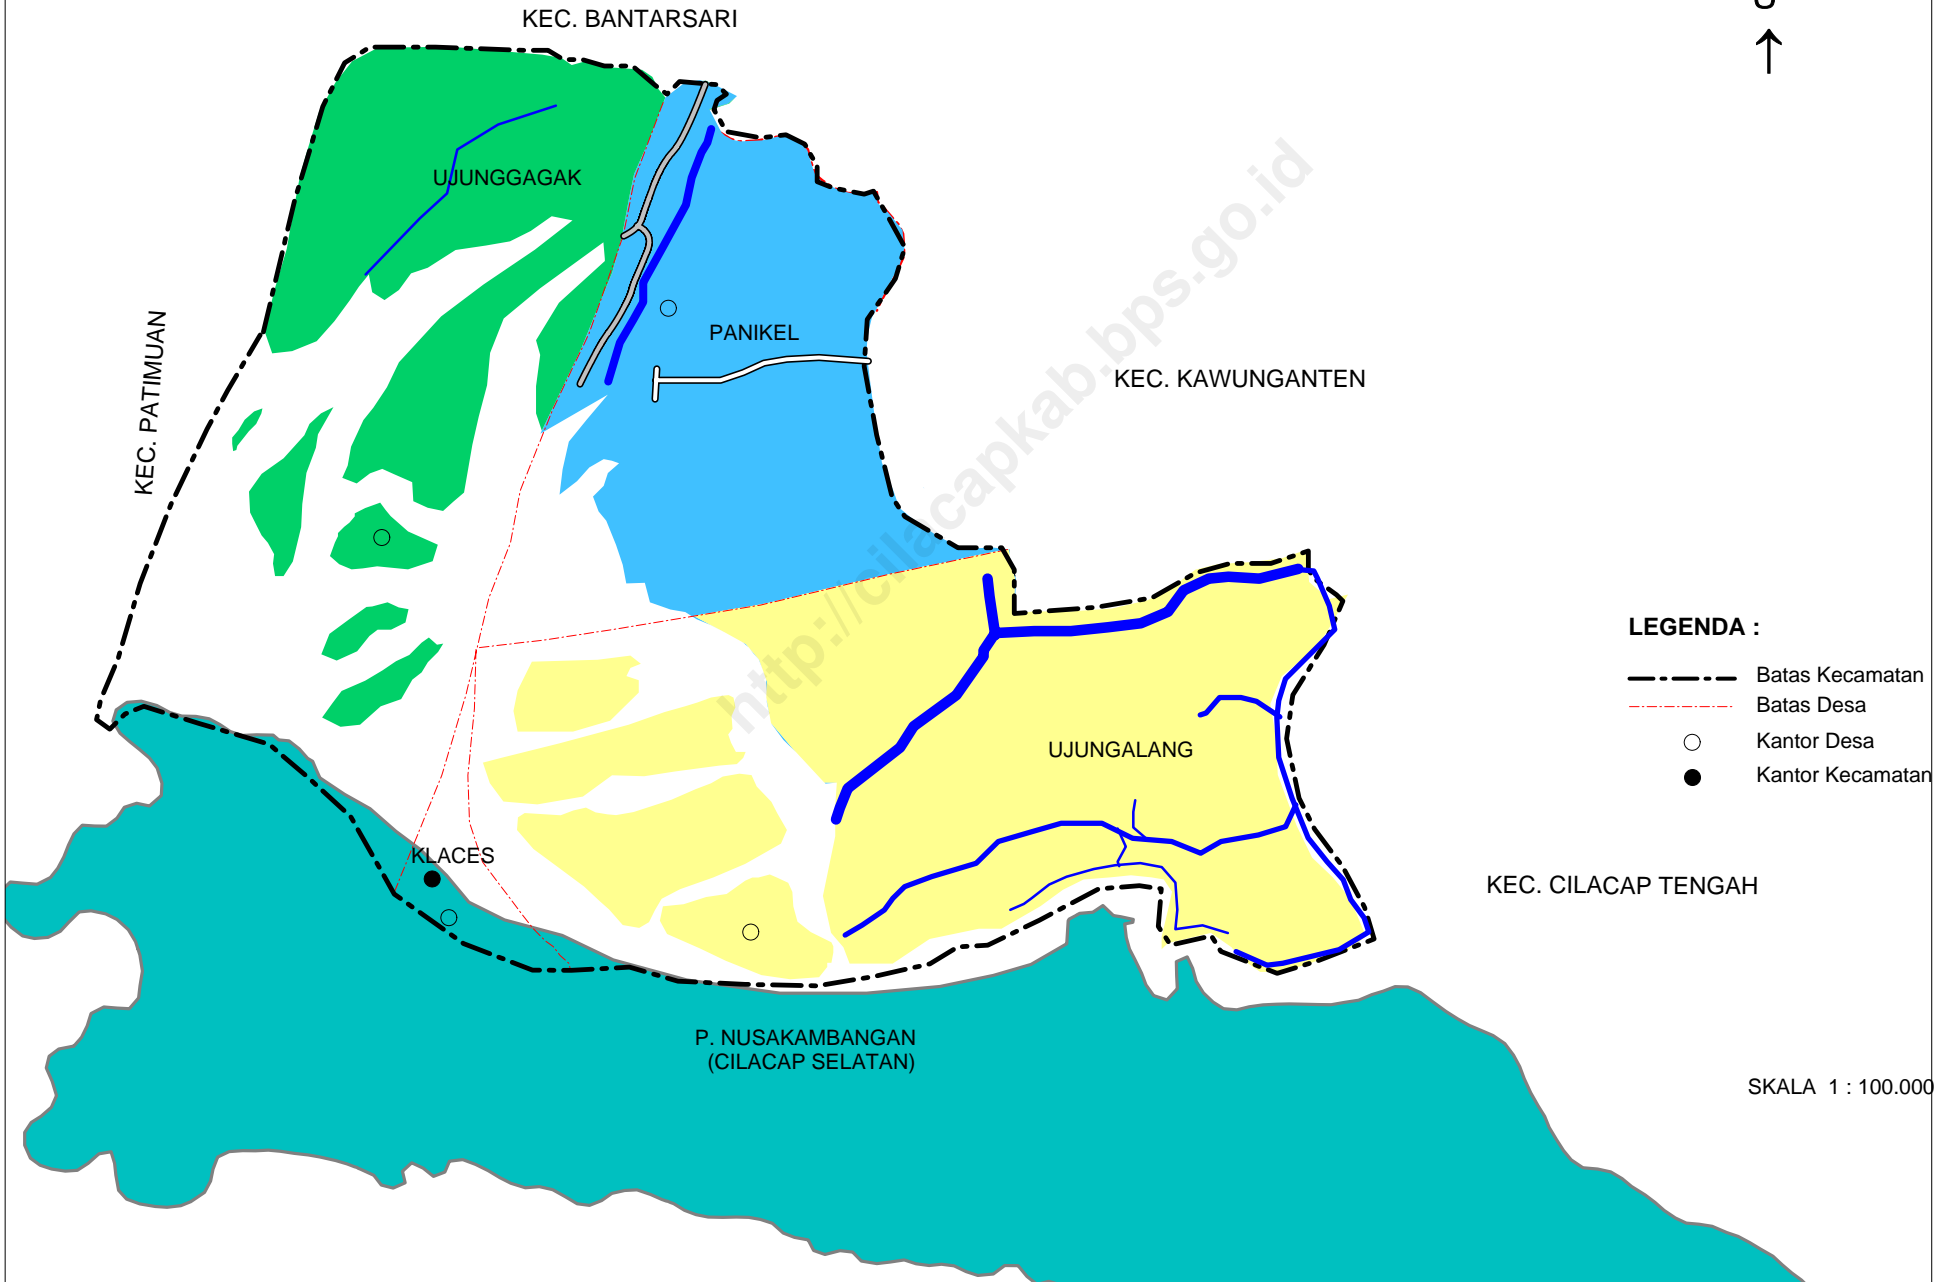 KEC. BANTARSARI
UJUNGGAGAK
KEC. PATIMUAN
PANIKEL
KEC. KAWUNGANTEN
http://cilacapkab.bps.go.id
LEGENDA :
Batas Kecamatan
Batas Desa
Kantor Desa
Kantor Kecamatan
UJUNGALANG
KLACES
KEC. CILACAP TENGAH
P. NUSAKAMBANGAN
(CILACAP SELATAN)
SKALA 1 : 100.000